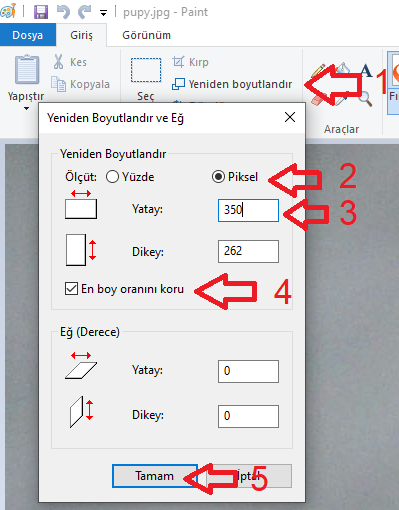 pupy.jpg - Paint
Dosya Giriş Görünüm
Yapıştır
Kes
Kopyala
Seç
Kırp
Yeniden boyutlandır
1
A
Araçlar
Yeniden Boyutlandır ve Eğ
Yeniden Boyutlandır
Ölçüt: Yüzde Piksel 2
Yatay: 350 3
Dikey: 262
En boy oranını koru 4
Eğ (Derece)
Yatay: 0
Dikey: 0
Tamam 5